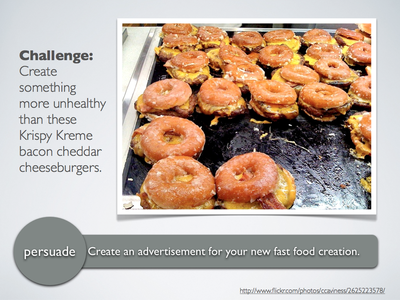 Challenge:
Create
something
more unhealthy
than these
Krispy Kreme
bacon cheddar
cheeseburgers.
persuade
Create an advertisement for your new fast food creation.
http://www.flickr.com/photos/ccaviness/2625223578/